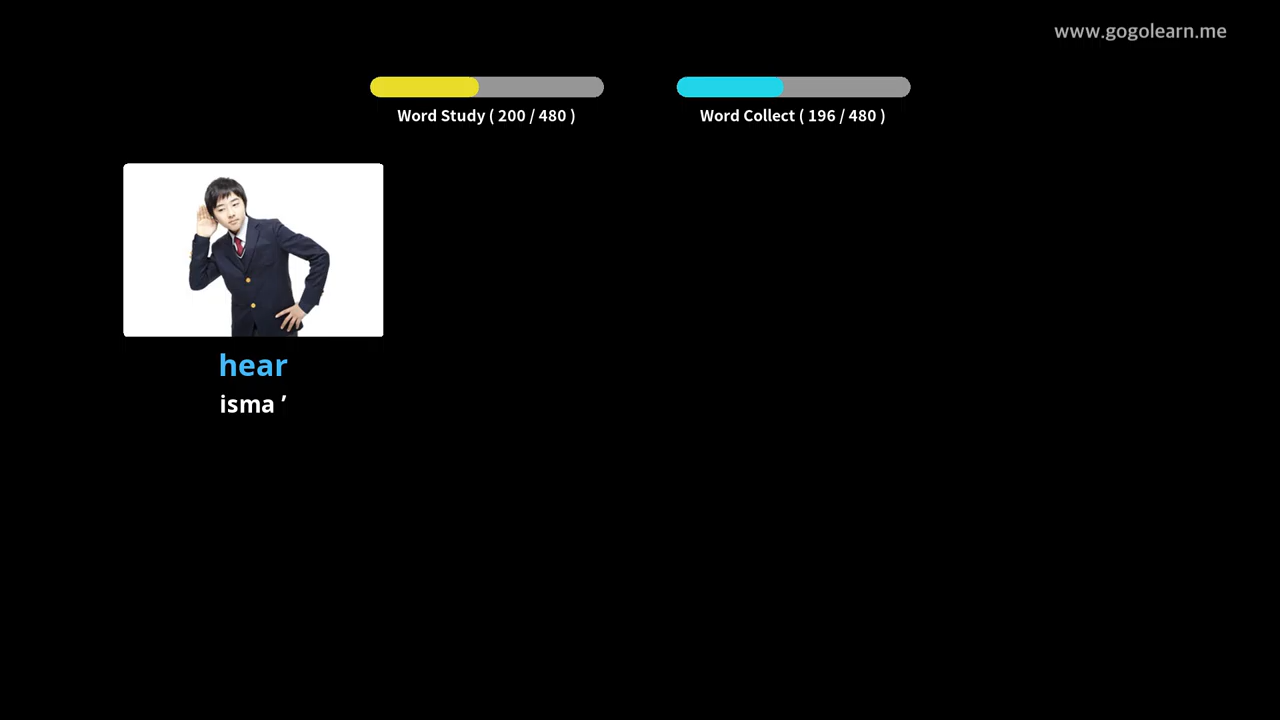 www.gogolearn.me
Word Study ( 200 / 480 )
Word Collect ( 196 / 480 )
hear
isma ’